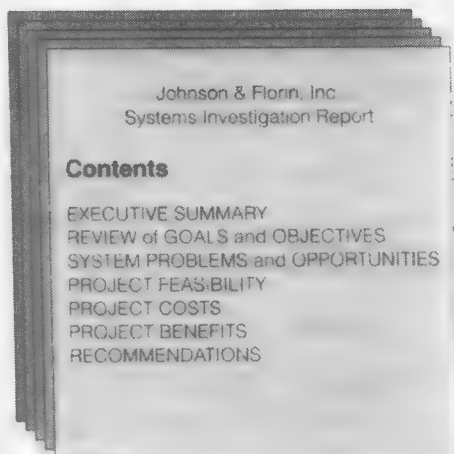 Johnson & Florin, Inc
Systems Investigation Report
Contents
EXECUTIVE SUMMARY
REVIEW of GOALS and OBJECTIVES
SYSTEM PROBLEMS and OPPORTUNITIES
PROJECT FEASIBILITY
PROJECT COSTS
PROJECT BENEFITS
RECOMMENDATIONS